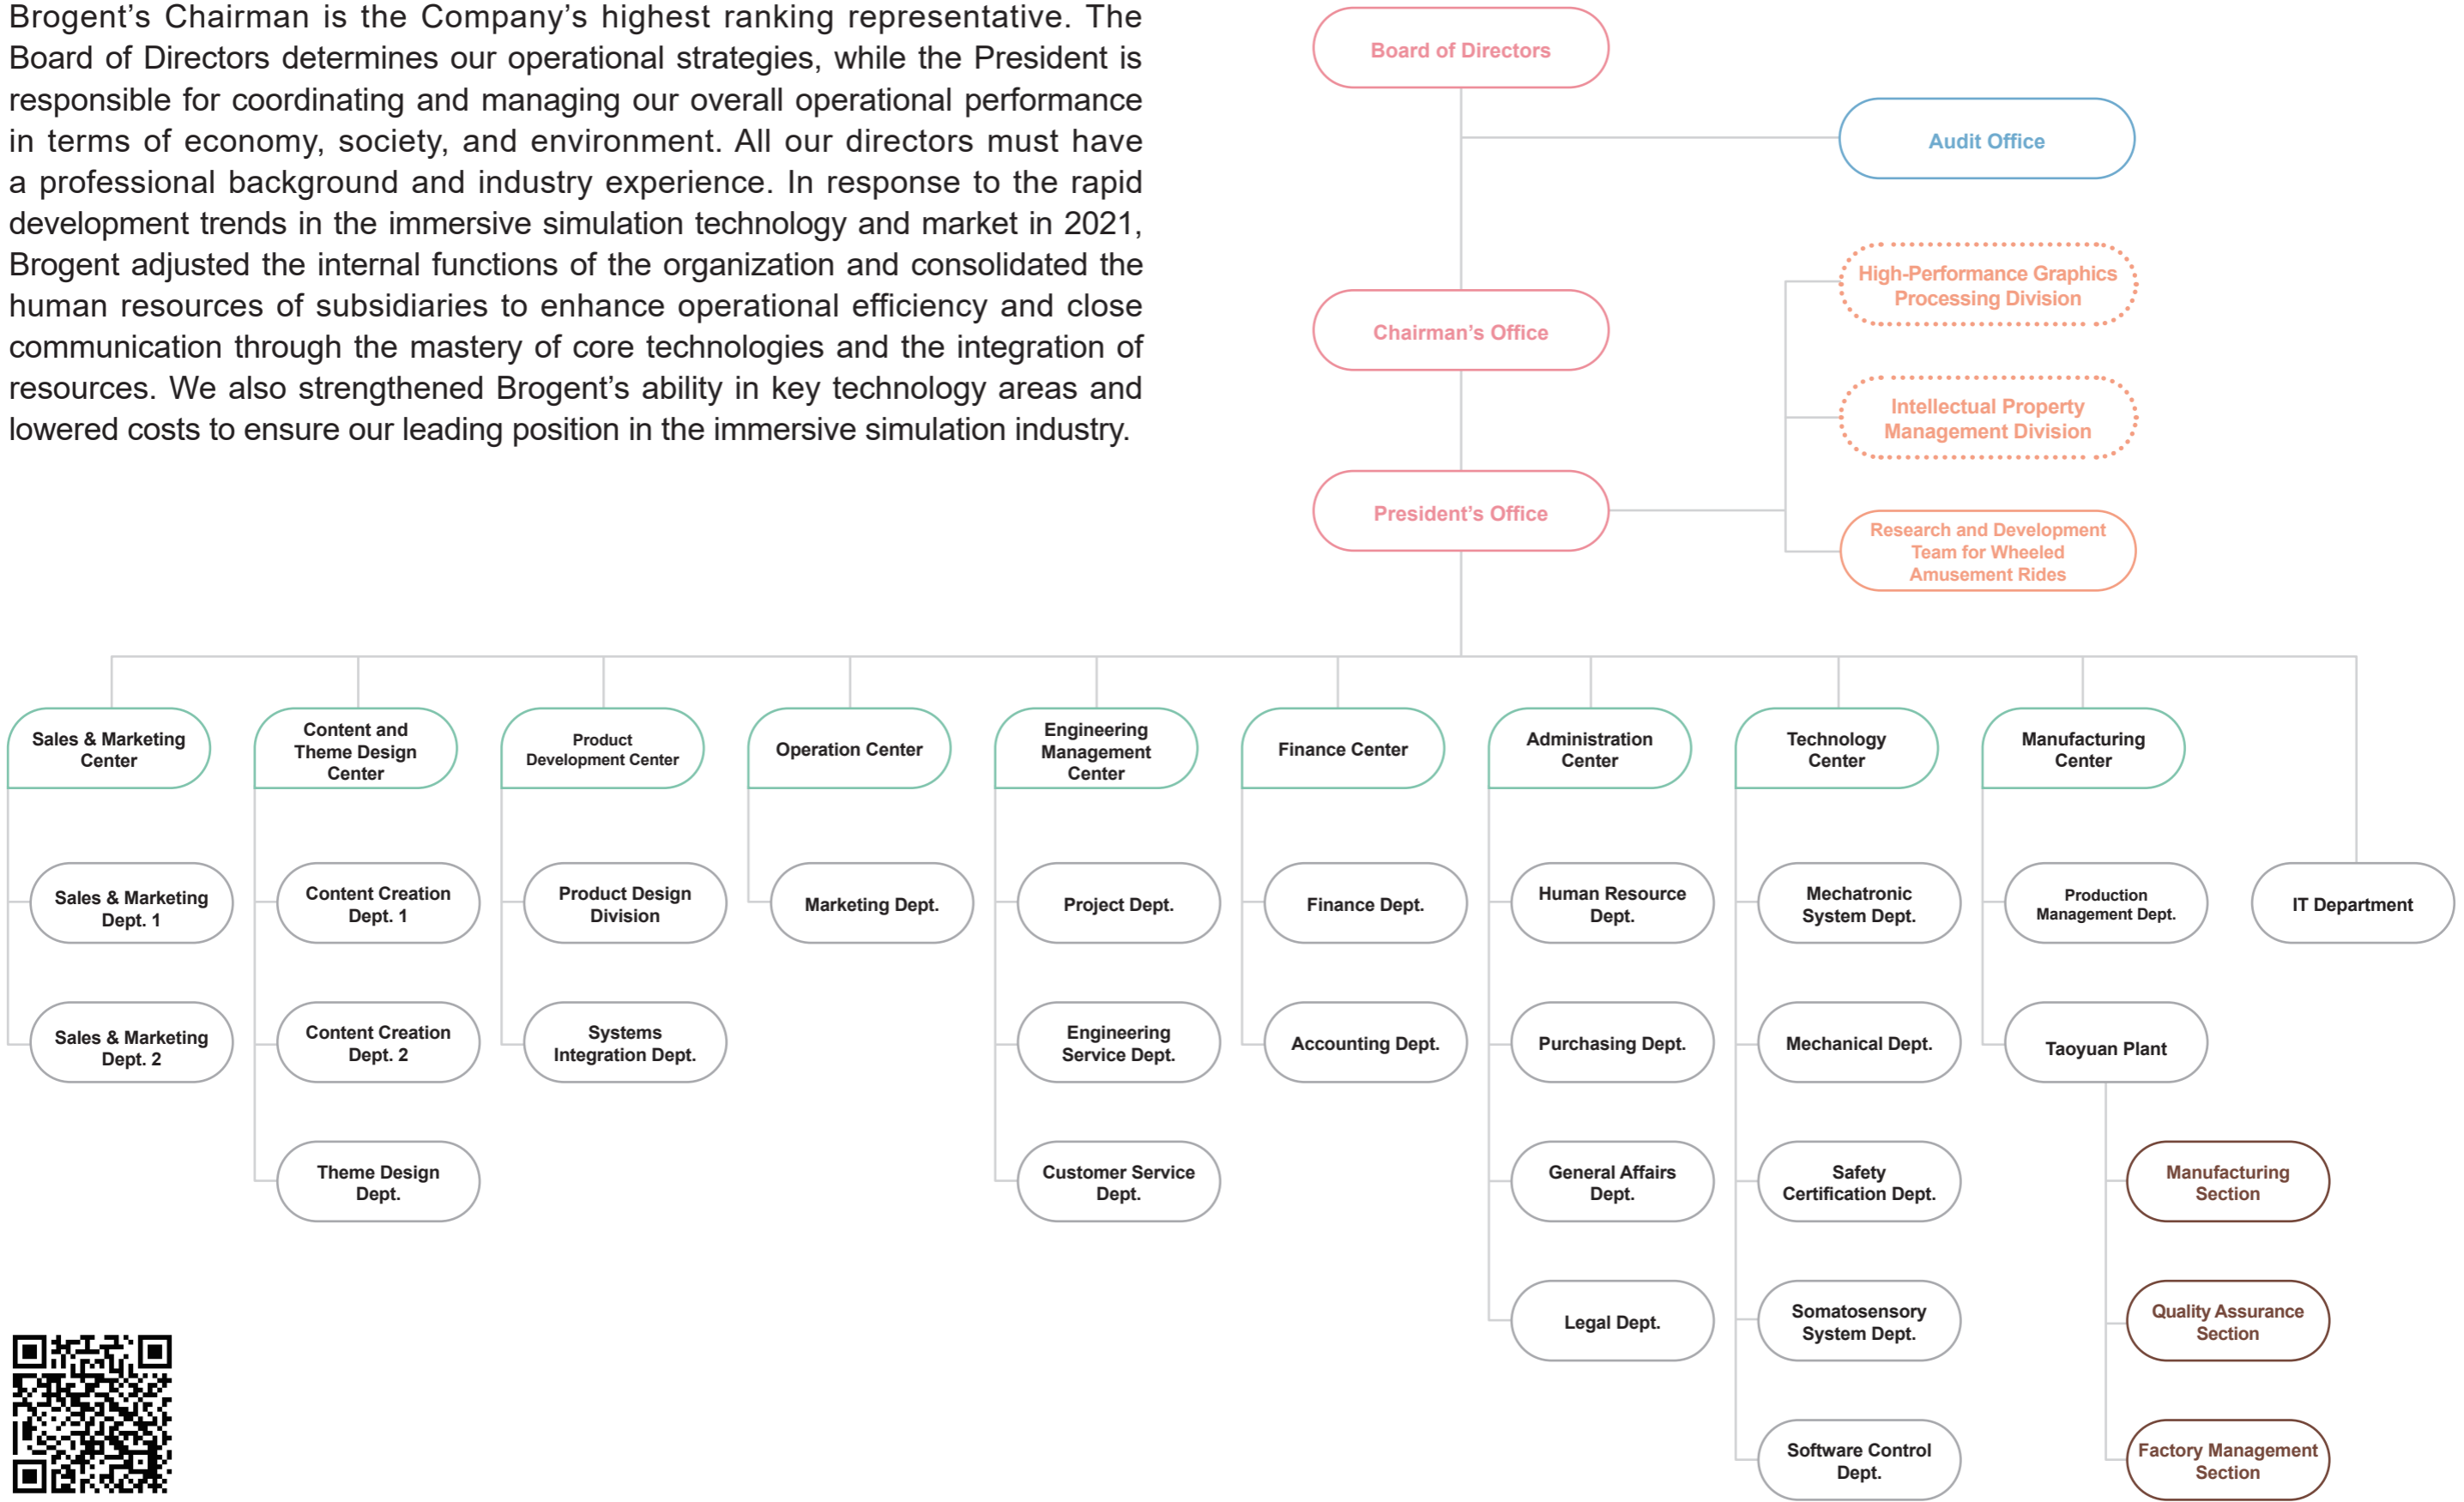 Brogent’s Chairman is the Company’s highest ranking representative. The
Board of Directors determines our operational strategies, while the President is
responsible for coordinating and managing our overall operational performance
in terms of economy, society, and environment. All our directors must have
a professional background and industry experience. In response to the rapid
development trends in the immersive simulation technology and market in 2021,
Brogent adjusted the internal functions of the organization and consolidated the
human resources of subsidiaries to enhance operational efficiency and close
communication through the mastery of core technologies and the integration of
resources. We also strengthened Brogent’s ability in key technology areas and
lowered costs to ensure our leading position in the immersive simulation industry.
Board of Directors
Audit Office
High-Performance Graphics
Processing Division
Chairman’s Office
Intellectual Property
Management Division
President’s Office
Research and Development
Team for Wheeled
Amusement Rides
Sales & Marketing
Center
Content and
Theme Design
Center
Product
Development Center
Operation Center
Engineering
Management
Center
Finance Center
Administration
Center
Technology
Center
Manufacturing
Center
Sales & Marketing
Dept. 1
Content Creation
Dept. 1
Product Design
Division
Marketing Dept.
Project Dept.
Finance Dept.
Human Resource
Dept.
Mechatronic
System Dept.
Production
Management Dept.
IT Department
Sales & Marketing
Dept. 2
Content Creation
Dept. 2
Systems
Integration Dept.
Engineering
Service Dept.
Accounting Dept.
Purchasing Dept.
Mechanical Dept.
Taoyuan Plant
Theme Design
Dept.
Customer Service
Dept.
General Affairs
Dept.
Safety
Certification Dept.
Manufacturing
Section
Legal Dept.
Somatosensory
System Dept.
Quality Assurance
Section
Software Control
Dept.
Factory Management
Section